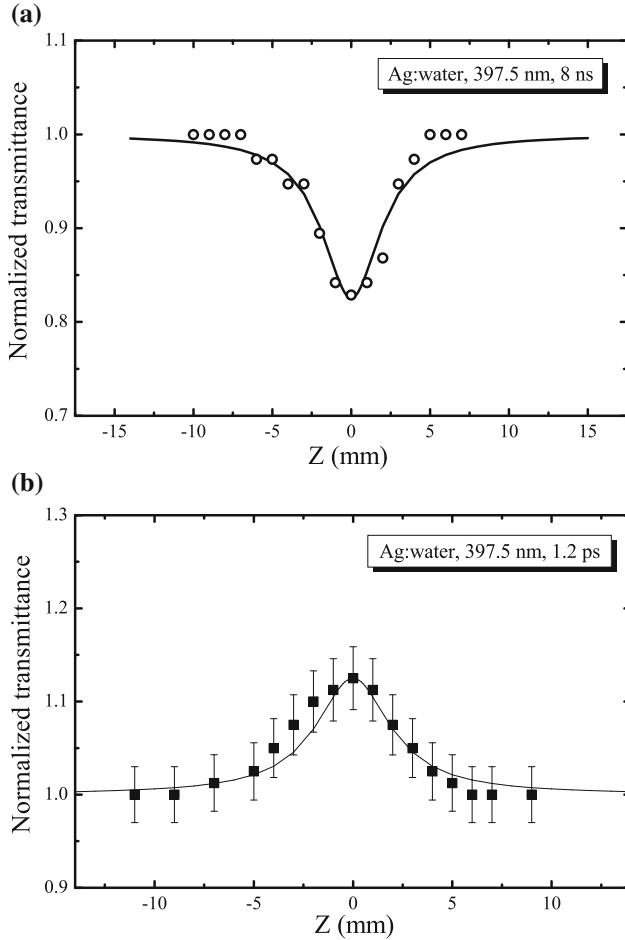 (a)
1.1
1.0
0.9
0.8
0.7
Normalized transmittance
Ag:water, 397.5 nm, 8 ns
-15 -10 -5 0 5 10 15
Z (mm)
(b)
1.3
1.2
1.1
1.0
0.9
Normalized transmittance
Ag:water, 397.5 nm, 1.2 ps
-10 -5 0 5 10
Z (mm)